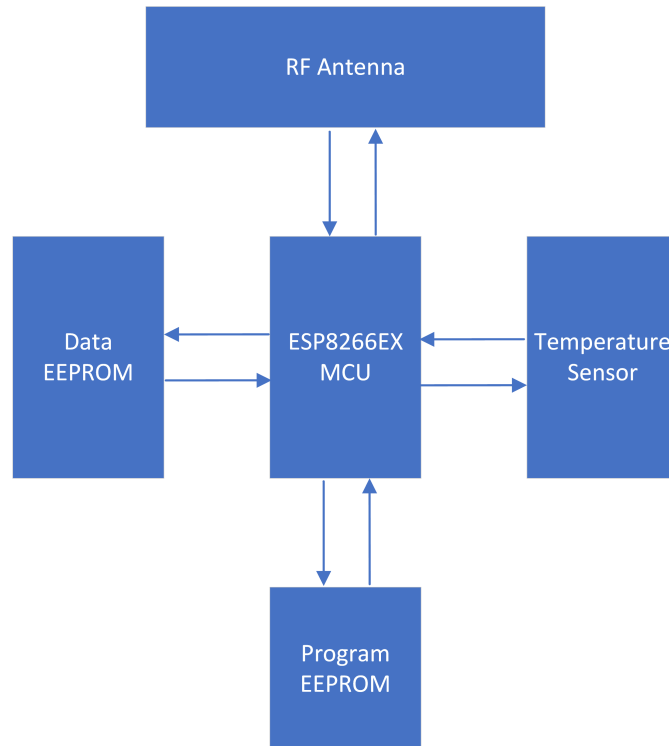 RF Antenna
Data
EEPROM
ESP8266EX
MCU
Temperature
Sensor
Program
EEPROM